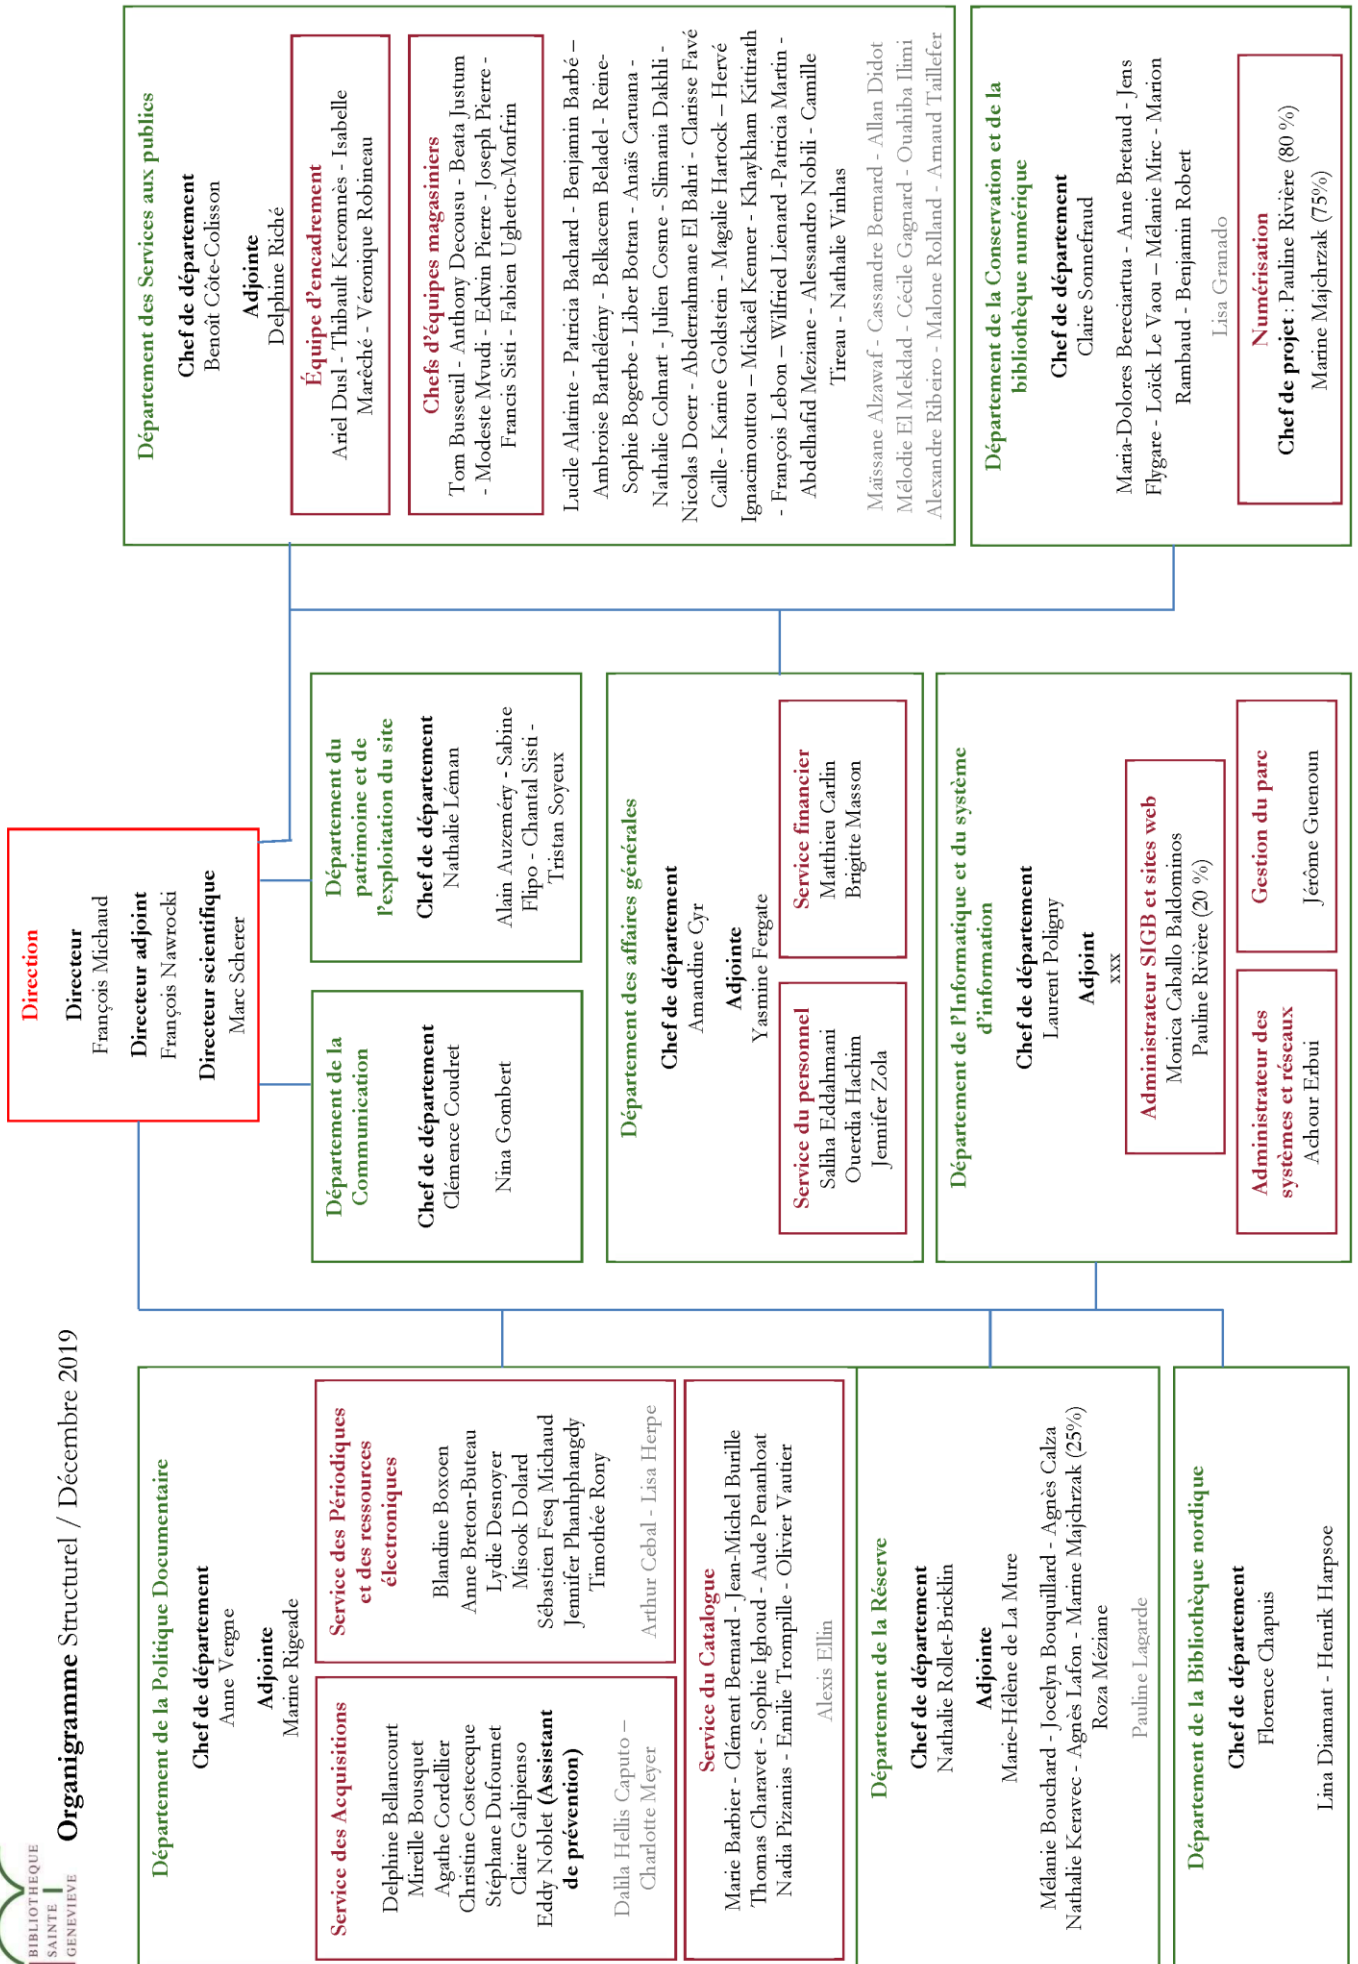 BIBLIOTHEQUE
SAINTE
GENEVIEVE
Organigramme Structurel / Décembre 2019
Direction
Directeur
François Michaud
Directeur adjoint
François Nawrocki
Directeur scientifique
Marc Scherer
Département de la Politique Documentaire
Chef de département
Anne Vergne
Adjointe
Marine Rigeade
Service des Acquisitions
Delphine Bellancourt
Mireille Bousquet
Agathe Cordellier
Christine Costeceque
Stéphane Dufournet
Claire Galipienso
Eddy Noblet (Assistant
de prévention)
Dalila Hellis Caputo –
Charlotte Meyer
Service des Périodiques
et des ressources
électroniques
Blandine Boxoen
Anne Breton-Buteau
Lydie Desnoyer
Misook Dolard
Sébastien Fesq Michaud
Jennifer Phanhphangdy
Timothée Rony
Arthur Cebal - Lisa Herpe
Service du Catalogue
Marie Barbier - Clément Bernard - Jean-Michel Burille
Thomas Charavet - Sophie Ighoud - Aude Penanhoat
Nadia Pizanias - Emilie Trompille - Olivier Vautier
Alexis Ellin
Département de la Réserve
Chef de département
Nathalie Rollet-Bricklin
Adjointe
Marie-Hélène de La Mure
Mélanie Bouchard - Jocelyn Bouquillard - Agnès Calza
Nathalie Keravec - Agnès Lafon - Marine Majchrzak (25%)
Roza Méziane
Pauline Lagarde
Département de la Bibliothèque nordique
Chef de département
Florence Chapuis
Lina Diamant - Henrik Harpsoe
Département de la
Communication
Chef de département
Clémence Coudret
Nina Gombert
Département du
patrimoine et de
l'exploitation du site
Chef de département
Nathalie Léman
Alain Auzeméry - Sabine
Flipo - Chantal Sisti -
Tristan Soyeux
Département des affaires générales
Chef de département
Amandine Cyr
Adjointe
Yasmine Fergate
Service du personnel
Saliha Eddahmani
Ouerdia Hachim
Jennifer Zola
Service financier
Matthieu Carlin
Brigitte Masson
Département de l'Informatique et du système
d'information
Chef de département
Laurent Poligny
Adjoint
xxx
Administrateur SIGB et sites web
Monica Caballo Baldominos
Pauline Rivière (20 %)
Administrateur des
systèmes et réseaux
Achour Erbui
Gestion du parc
Jérôme Guenoun
Département des Services aux publics
Chef de département
Benoît Côte-Colisson
Adjointe
Delphine Riché
Équipe d'encadrement
Ariel Dasl - Thibault Keromnès - Isabelle
Marêché - Véronique Robineau
Chefs d'équipes magasiniers
Tom Busseuil - Anthony Decousu - Beata Justum
- Modeste Mvudi - Edwin Pierre - Joseph Pierre -
Francis Sisti - Fabien Ughetto-Monfrin
Lucile Alatinte - Patricia Bachard - Benjamin Barbé –
Ambroise Barthélémy - Belkacem Beladel - Reine-
Sophie Bogerbe - Liber Botran - Anaïs Caruana -
Nathalie Colmart - Julien Cosme - Slimania Dakhli -
Nicolas Doerr - Abderrahmane El Bahri - Clarisse Favé
Caille - Karine Goldstein - Magalie Hartock – Hervé
Ignacimouttou – Mickaël Kenner - Khaykham Kittirath
- François Lebon – Wilfried Lienard -Patricia Martin -
Abdelhafid Meziane - Alessandro Nobili - Camille
Tireau - Nathalie Vinhas
Maïssane Alzawaf - Cassandre Bernard - Allan Didot
Mélodie El Mekdad - Cécile Gagnard - Ouahiba Ilimi
Alexandre Ribeiro - Malone Rolland - Arnaud Taillefer
Département de la Conservation et de la
bibliothèque numérique
Chef de département
Claire Sonnefraud
Maria-Dolores Bereciartua - Anne Bretaud - Jens
Flygare - Loïck Le Vaou – Mélanie Mirc - Marion
Rambaud - Benjamin Robert
Lisa Granado
Numérisation
Chef de projet : Pauline Rivière (80 %)
Marine Majchrzak (75%)